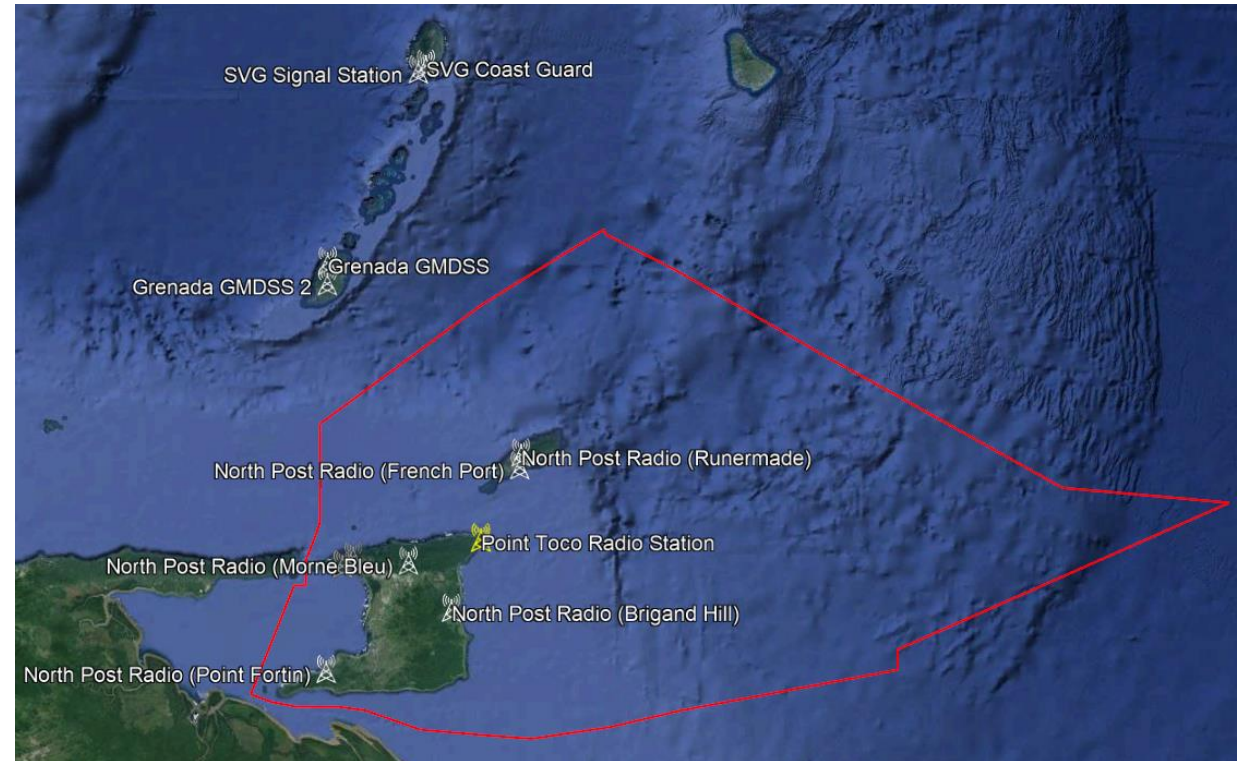 SVG Signal Station
SVG Coast Guard
Grenada GMDSS
Grenada GMDSS 2
North Post Radio (Runermade)
North Post Radio (French Port)
Point Toco Radio Station
North Post Radio (Morne Bleu)
North Post Radio (Brigand Hill)
North Post Radio (Point Fortin)